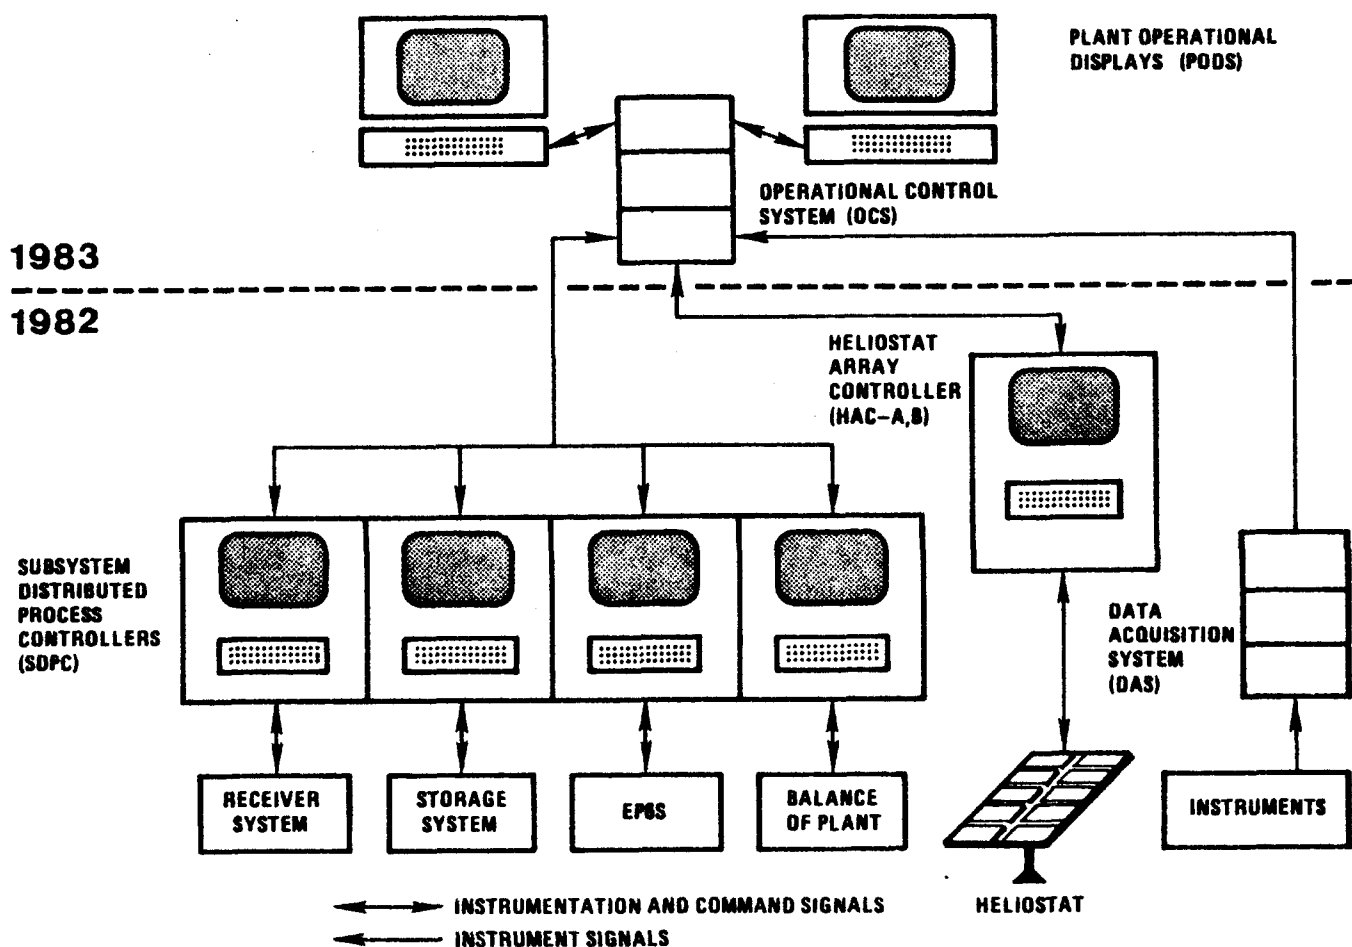 PLANT OPERATIONAL
DISPLAYS (PODS)
OPERATIONAL CONTROL
SYSTEM (OCS)
1983
1982
HELIOSTAT
ARRAY
CONTROLLER
(HAC-A,B)
SUBSYSTEM
DISTRIBUTED
PROCESS
CONTROLLERS
(SDPC)
DATA
ACQUISITION
SYSTEM
(DAS)
RECEIVER
SYSTEM
STORAGE
SYSTEM
EPGS
BALANCE
OF PLANT
INSTRUMENTS
HELIOSTAT
INSTRUMENTATION AND COMMAND SIGNALS
INSTRUMENT SIGNALS